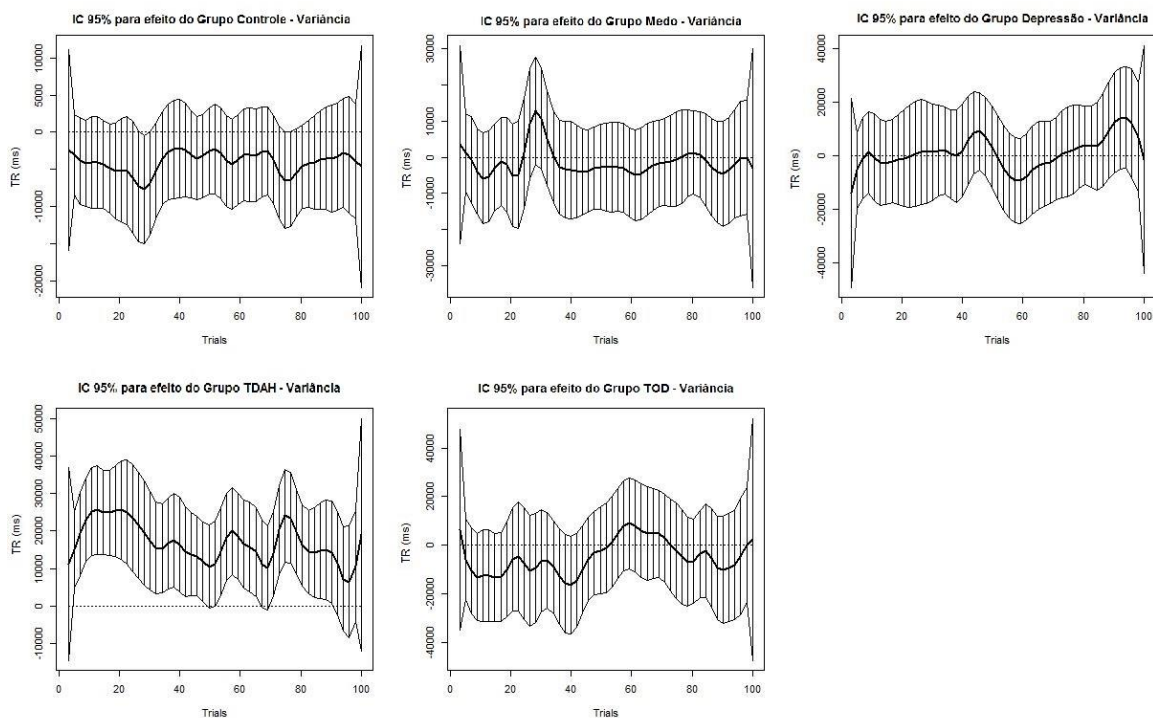 IC 95% para efeito do Grupo Controle - Variância
TR (ms)
10000
5000
0
-10000
-20000
0 20 40 60 80 100
Trials
IC 95% para efeito do Grupo Medo - Variância
TR (ms)
30000
20000
10000
0
-10000
-30000
0 20 40 60 80 100
Trials
IC 95% para efeito do Grupo Depressão - Variância
TR (ms)
40000
20000
0
-20000
-40000
0 20 40 60 80 100
Trials
IC 95% para efeito do Grupo TDAH - Variância
TR (ms)
50000
40000
30000
20000
10000
0
-10000
0 20 40 60 80 100
Trials
IC 95% para efeito do Grupo TOD - Variância
TR (ms)
40000
20000
0
-20000
-40000
0 20 40 60 80 100
Trials